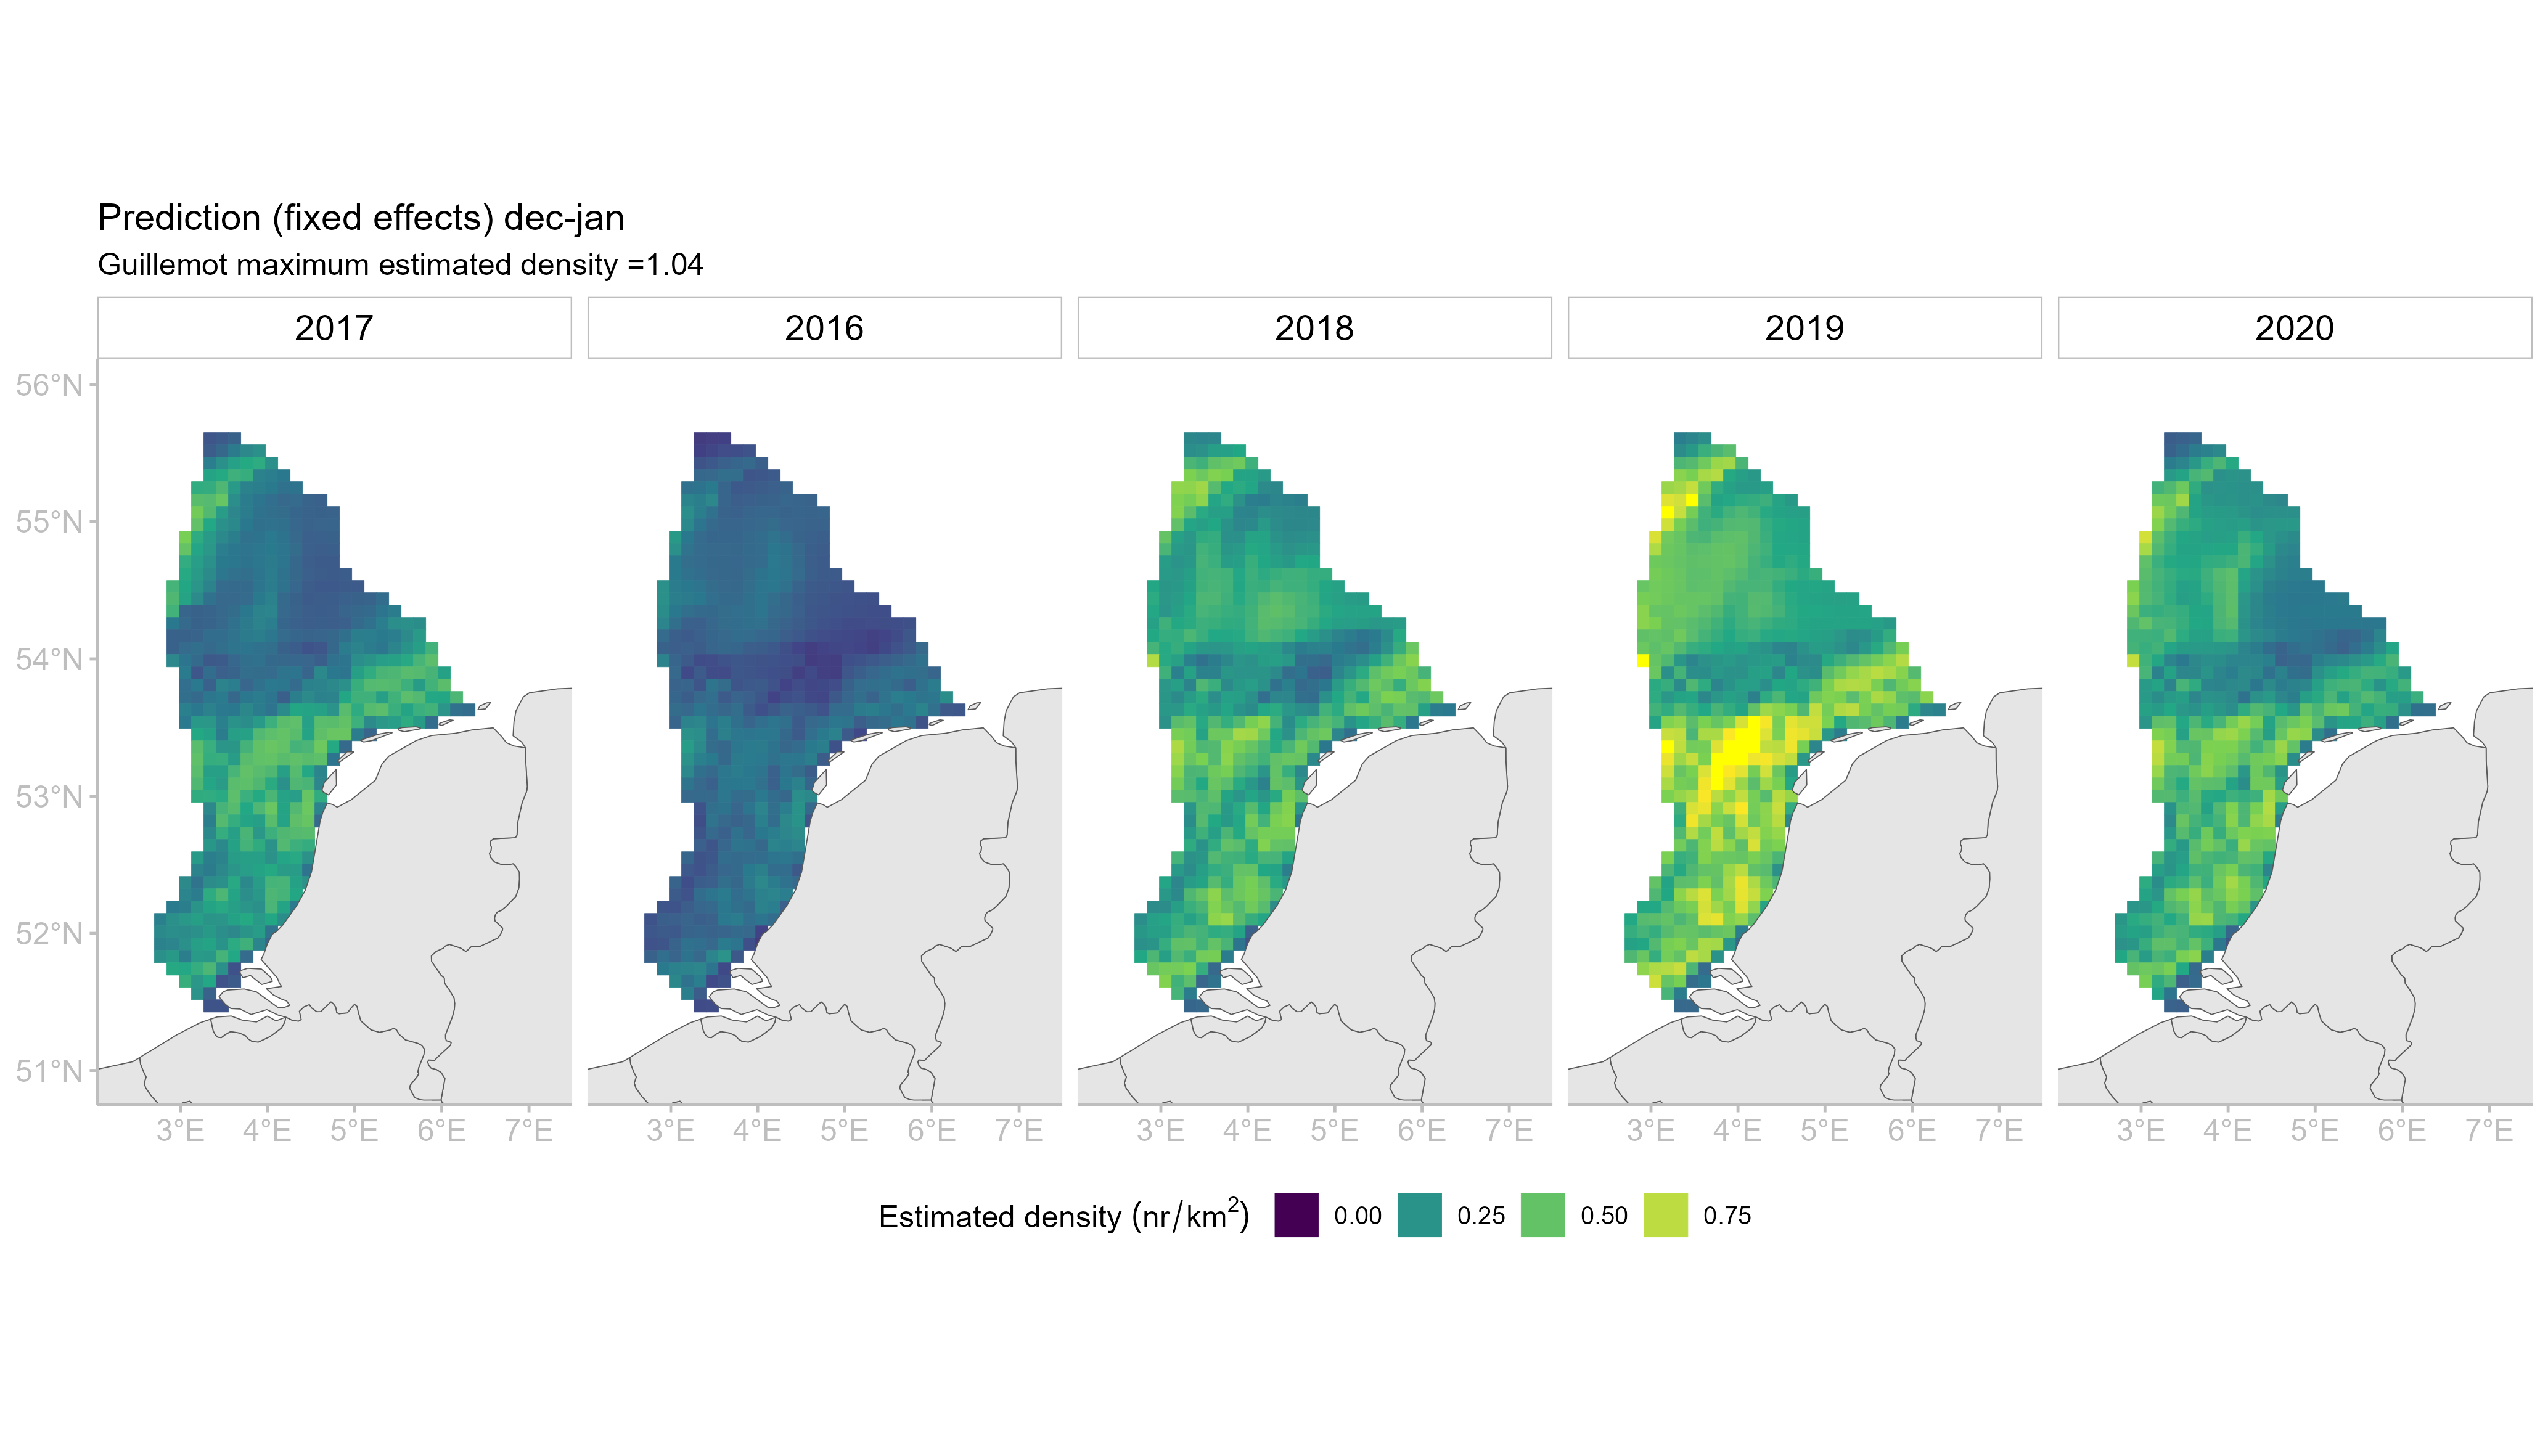 Prediction (fixed effects) dec-jan
Guillemot maximum estimated density =1.04
2017 2016 2018 2019 2020
56°N
55°N
54°N
53°N
52°N
51°N
3°E 4°E 5°E 6°E 7°E 3°E 4°E 5°E 6°E 7°E 3°E 4°E 5°E 6°E 7°E 3°E 4°E 5°E 6°E 7°E 3°E 4°E 5°E 6°E 7°E
Estimated density (nr/km²) 0.00 0.25 0.50 0.75